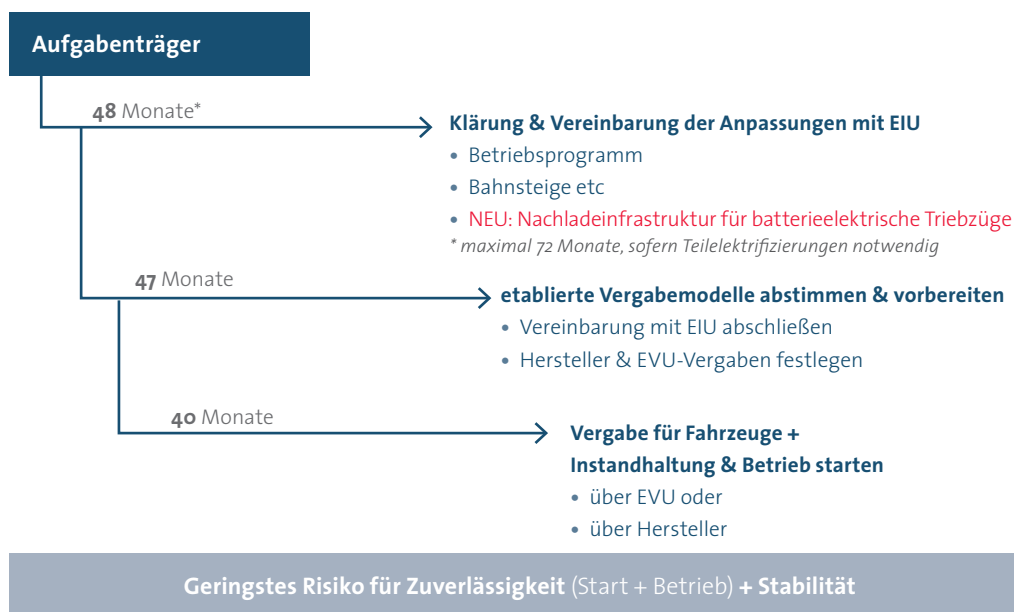 Aufgabenträger
48 Monate*
Klärung & Vereinbarung der Anpassungen mit EIU
• Betriebsprogramm
• Bahnsteige etc
• NEU: Nachladeinfrastruktur für batterieelektrische Triebzüge
* maximal 72 Monate, sofern Teilelektrifizierungen notwendig
47 Monate
etablierte Vergabemodelle abstimmen & vorbereiten
• Vereinbarung mit EIU abschließen
• Hersteller & EVU-Vergaben festlegen
40 Monate
Vergabe für Fahrzeuge +
Instandhaltung & Betrieb starten
• über EVU oder
• über Hersteller
Geringstes Risiko für Zuverlässigkeit (Start + Betrieb) + Stabilität